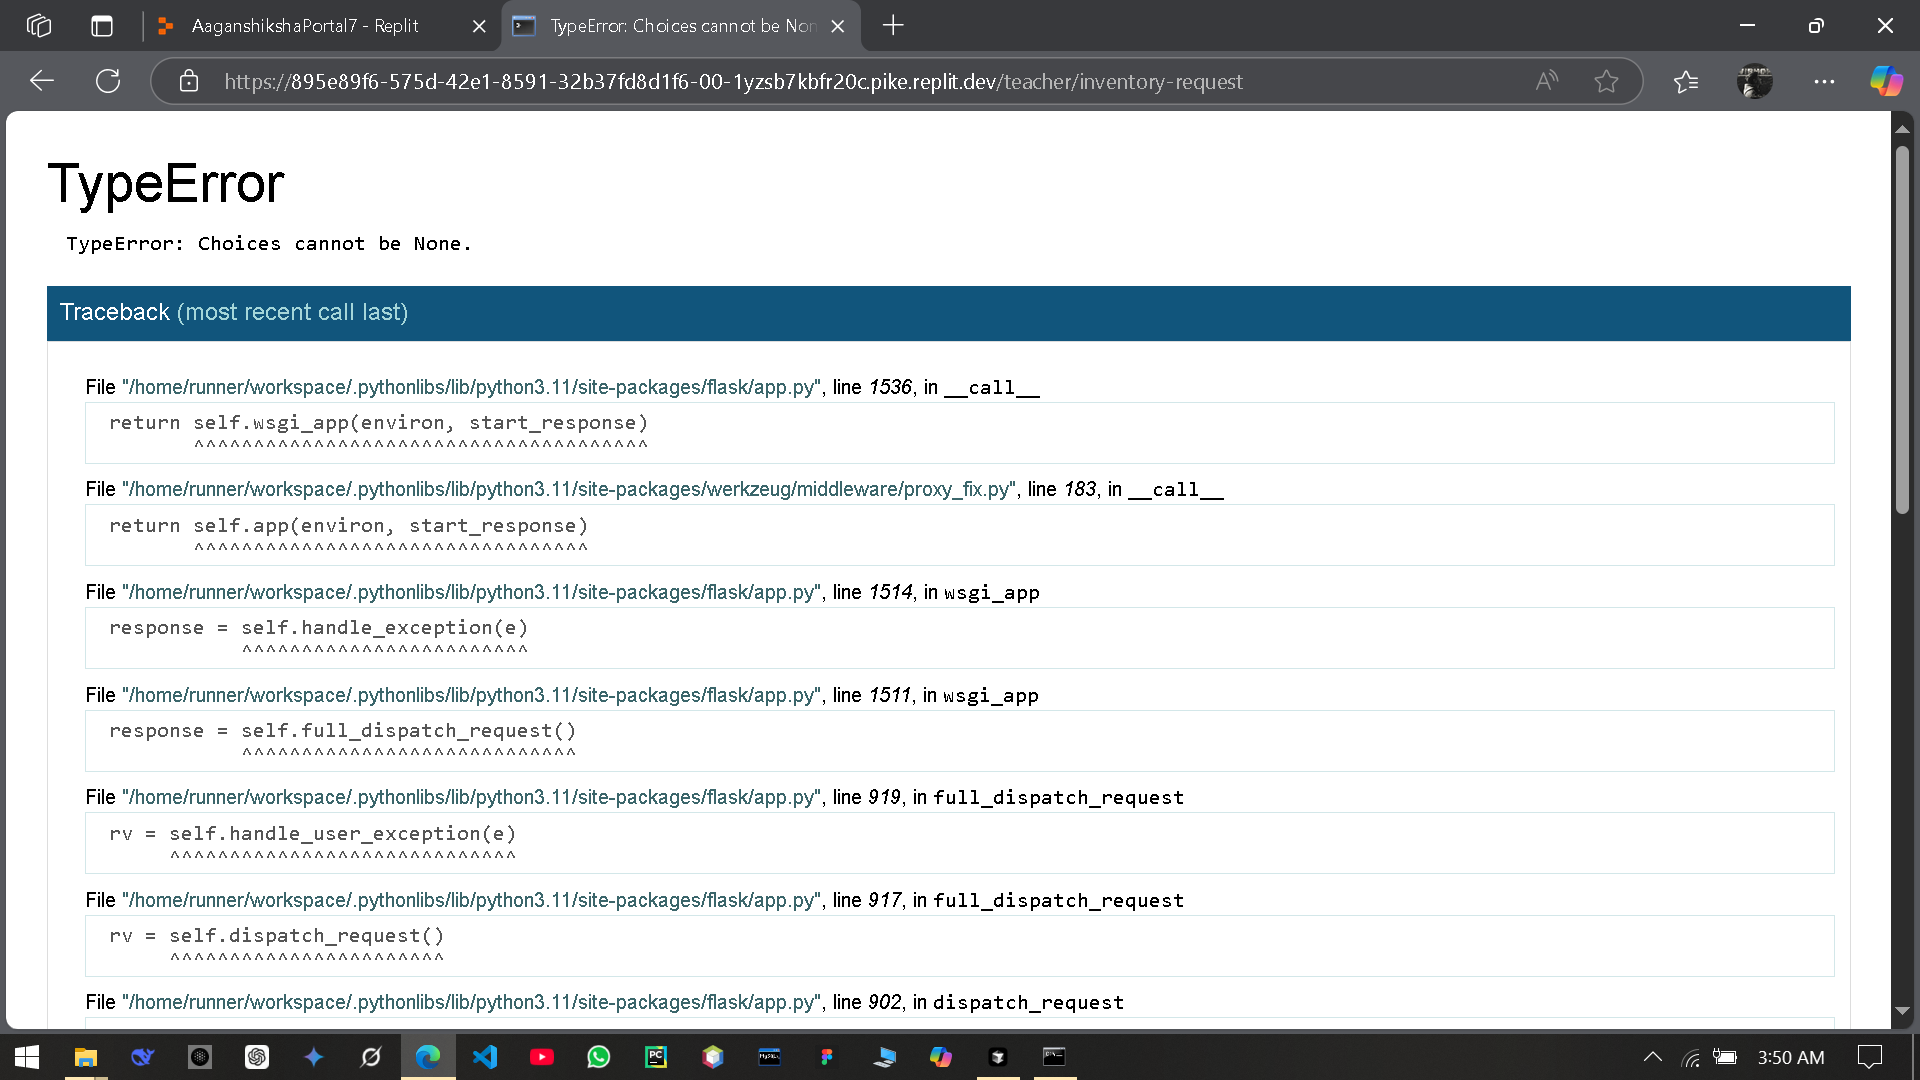 AaganshikshaPortal7 - Replit
TypeError: Choices cannot be Non
https://895e89f6-575d-42e1-8591-32b37fd8d1f6-00-1yzsb7kbfr20c.pike.replit.dev/teacher/inventory-request
TypeError
TypeError: Choices cannot be None.
Traceback (most recent call last)
File "/home/runner/workspace/.pythonlibs/lib/python3.11/site-packages/flask/app.py", line 1536, in __call__
return self.wsgi_app(environ, start_response)
^^^^^^^^^^^^^^^^^^^^^^^^^^^^^^^^^^^^^^
File "/home/runner/workspace/.pythonlibs/lib/python3.11/site-packages/werkzeug/middleware/proxy_fix.py", line 183, in __call__
return self.app(environ, start_response)
^^^^^^^^^^^^^^^^^^^^^^^^^^^^^^^^^
File "/home/runner/workspace/.pythonlibs/lib/python3.11/site-packages/flask/app.py", line 1514, in wsgi_app
response = self.handle_exception(e)
^^^^^^^^^^^^^^^^^^^^^^^^
File "/home/runner/workspace/.pythonlibs/lib/python3.11/site-packages/flask/app.py", line 1511, in wsgi_app
response = self.full_dispatch_request()
^^^^^^^^^^^^^^^^^^^^^^^^^^^^
File "/home/runner/workspace/.pythonlibs/lib/python3.11/site-packages/flask/app.py", line 919, in full_dispatch_request
rv = self.handle_user_exception(e)
^^^^^^^^^^^^^^^^^^^^^^^^^^^^^
File "/home/runner/workspace/.pythonlibs/lib/python3.11/site-packages/flask/app.py", line 917, in full_dispatch_request
rv = self.dispatch_request()
^^^^^^^^^^^^^^^^^^^^^^^
File "/home/runner/workspace/.pythonlibs/lib/python3.11/site-packages/flask/app.py", line 902, in dispatch_request
3:50 AM